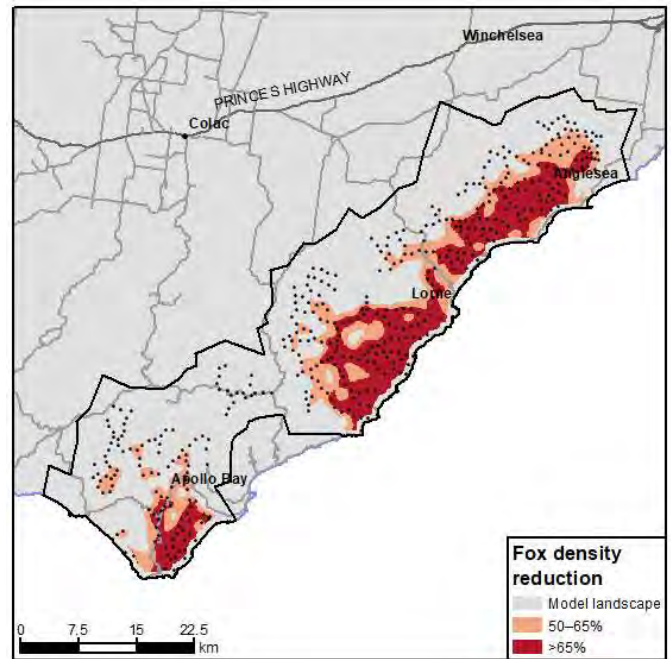 Winchelsea
PRINCES HIGHWAY
Colac
Anglesea
Lorne
Apollo Bay
Fox density
reduction
Model landscape
50–65%
>65%
0 7.5 15 22.5
km